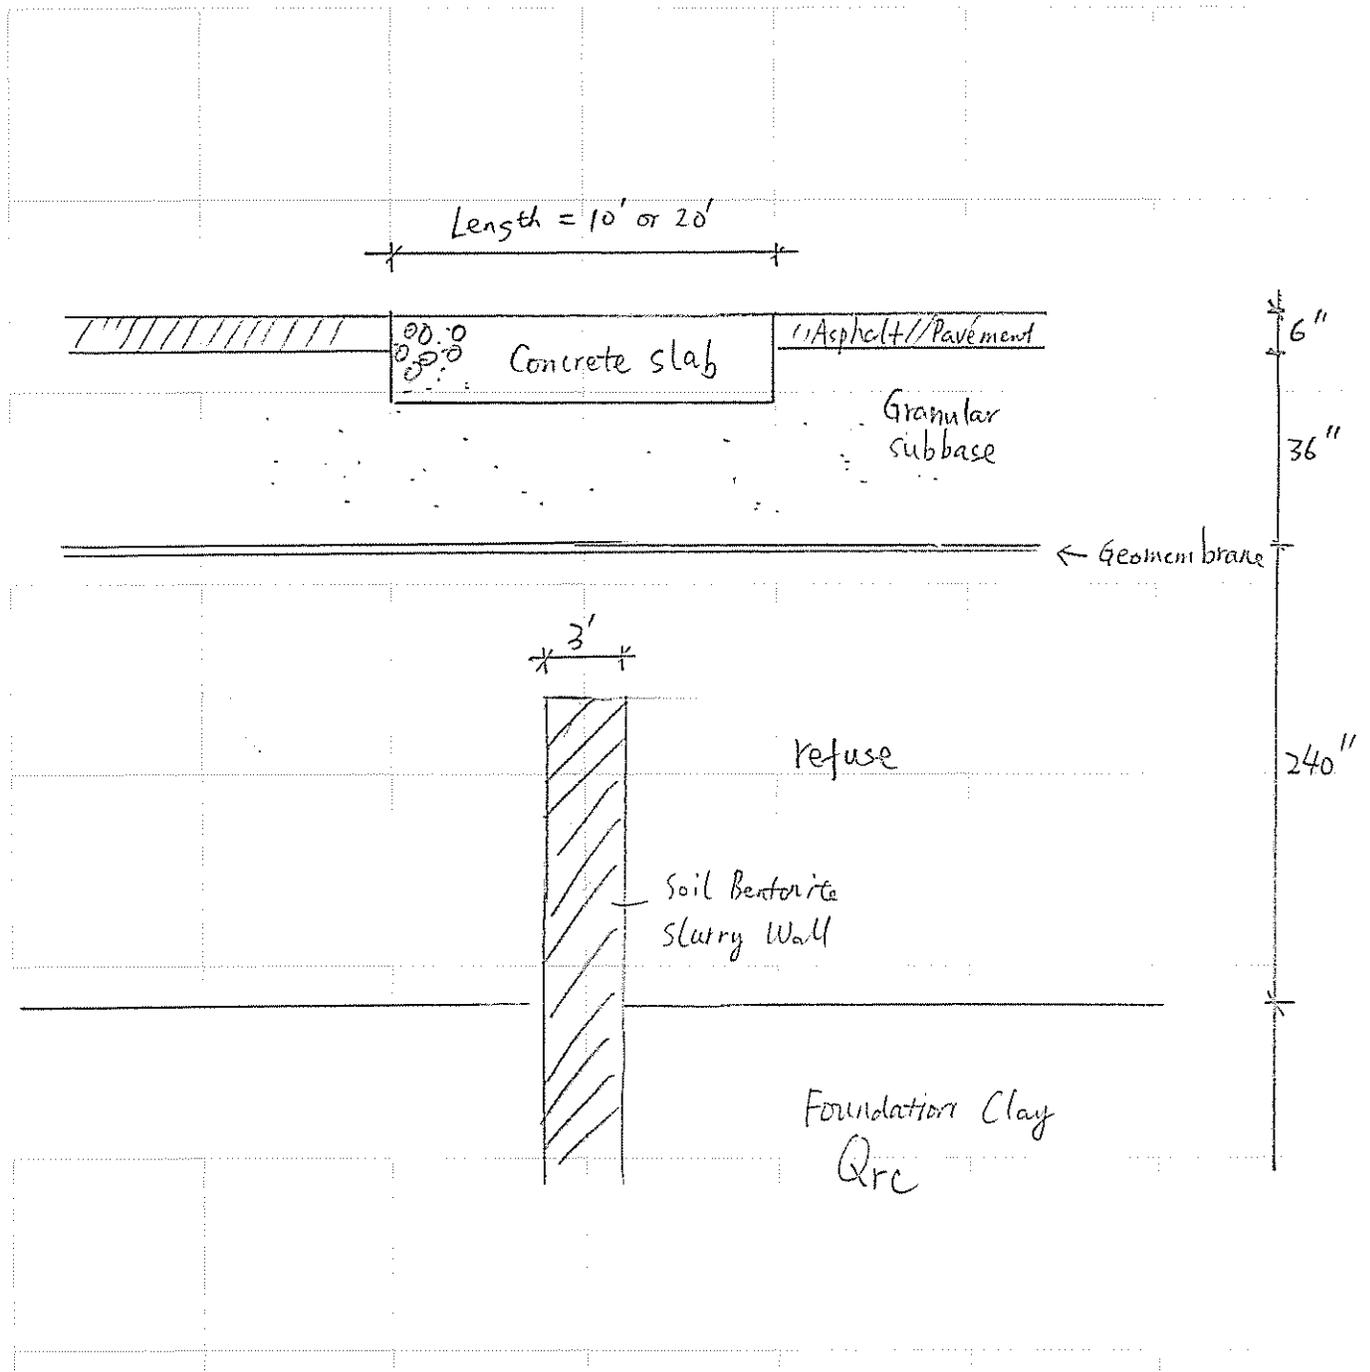 Length = 10' or 20'
Asphalt Pavement
6"
Concrete slab
Granular
subbase
36"
← Geomembrane
3'
refuse
240"
Soil Bentonite
Slurry Wall
Foundation Clay
Qrc